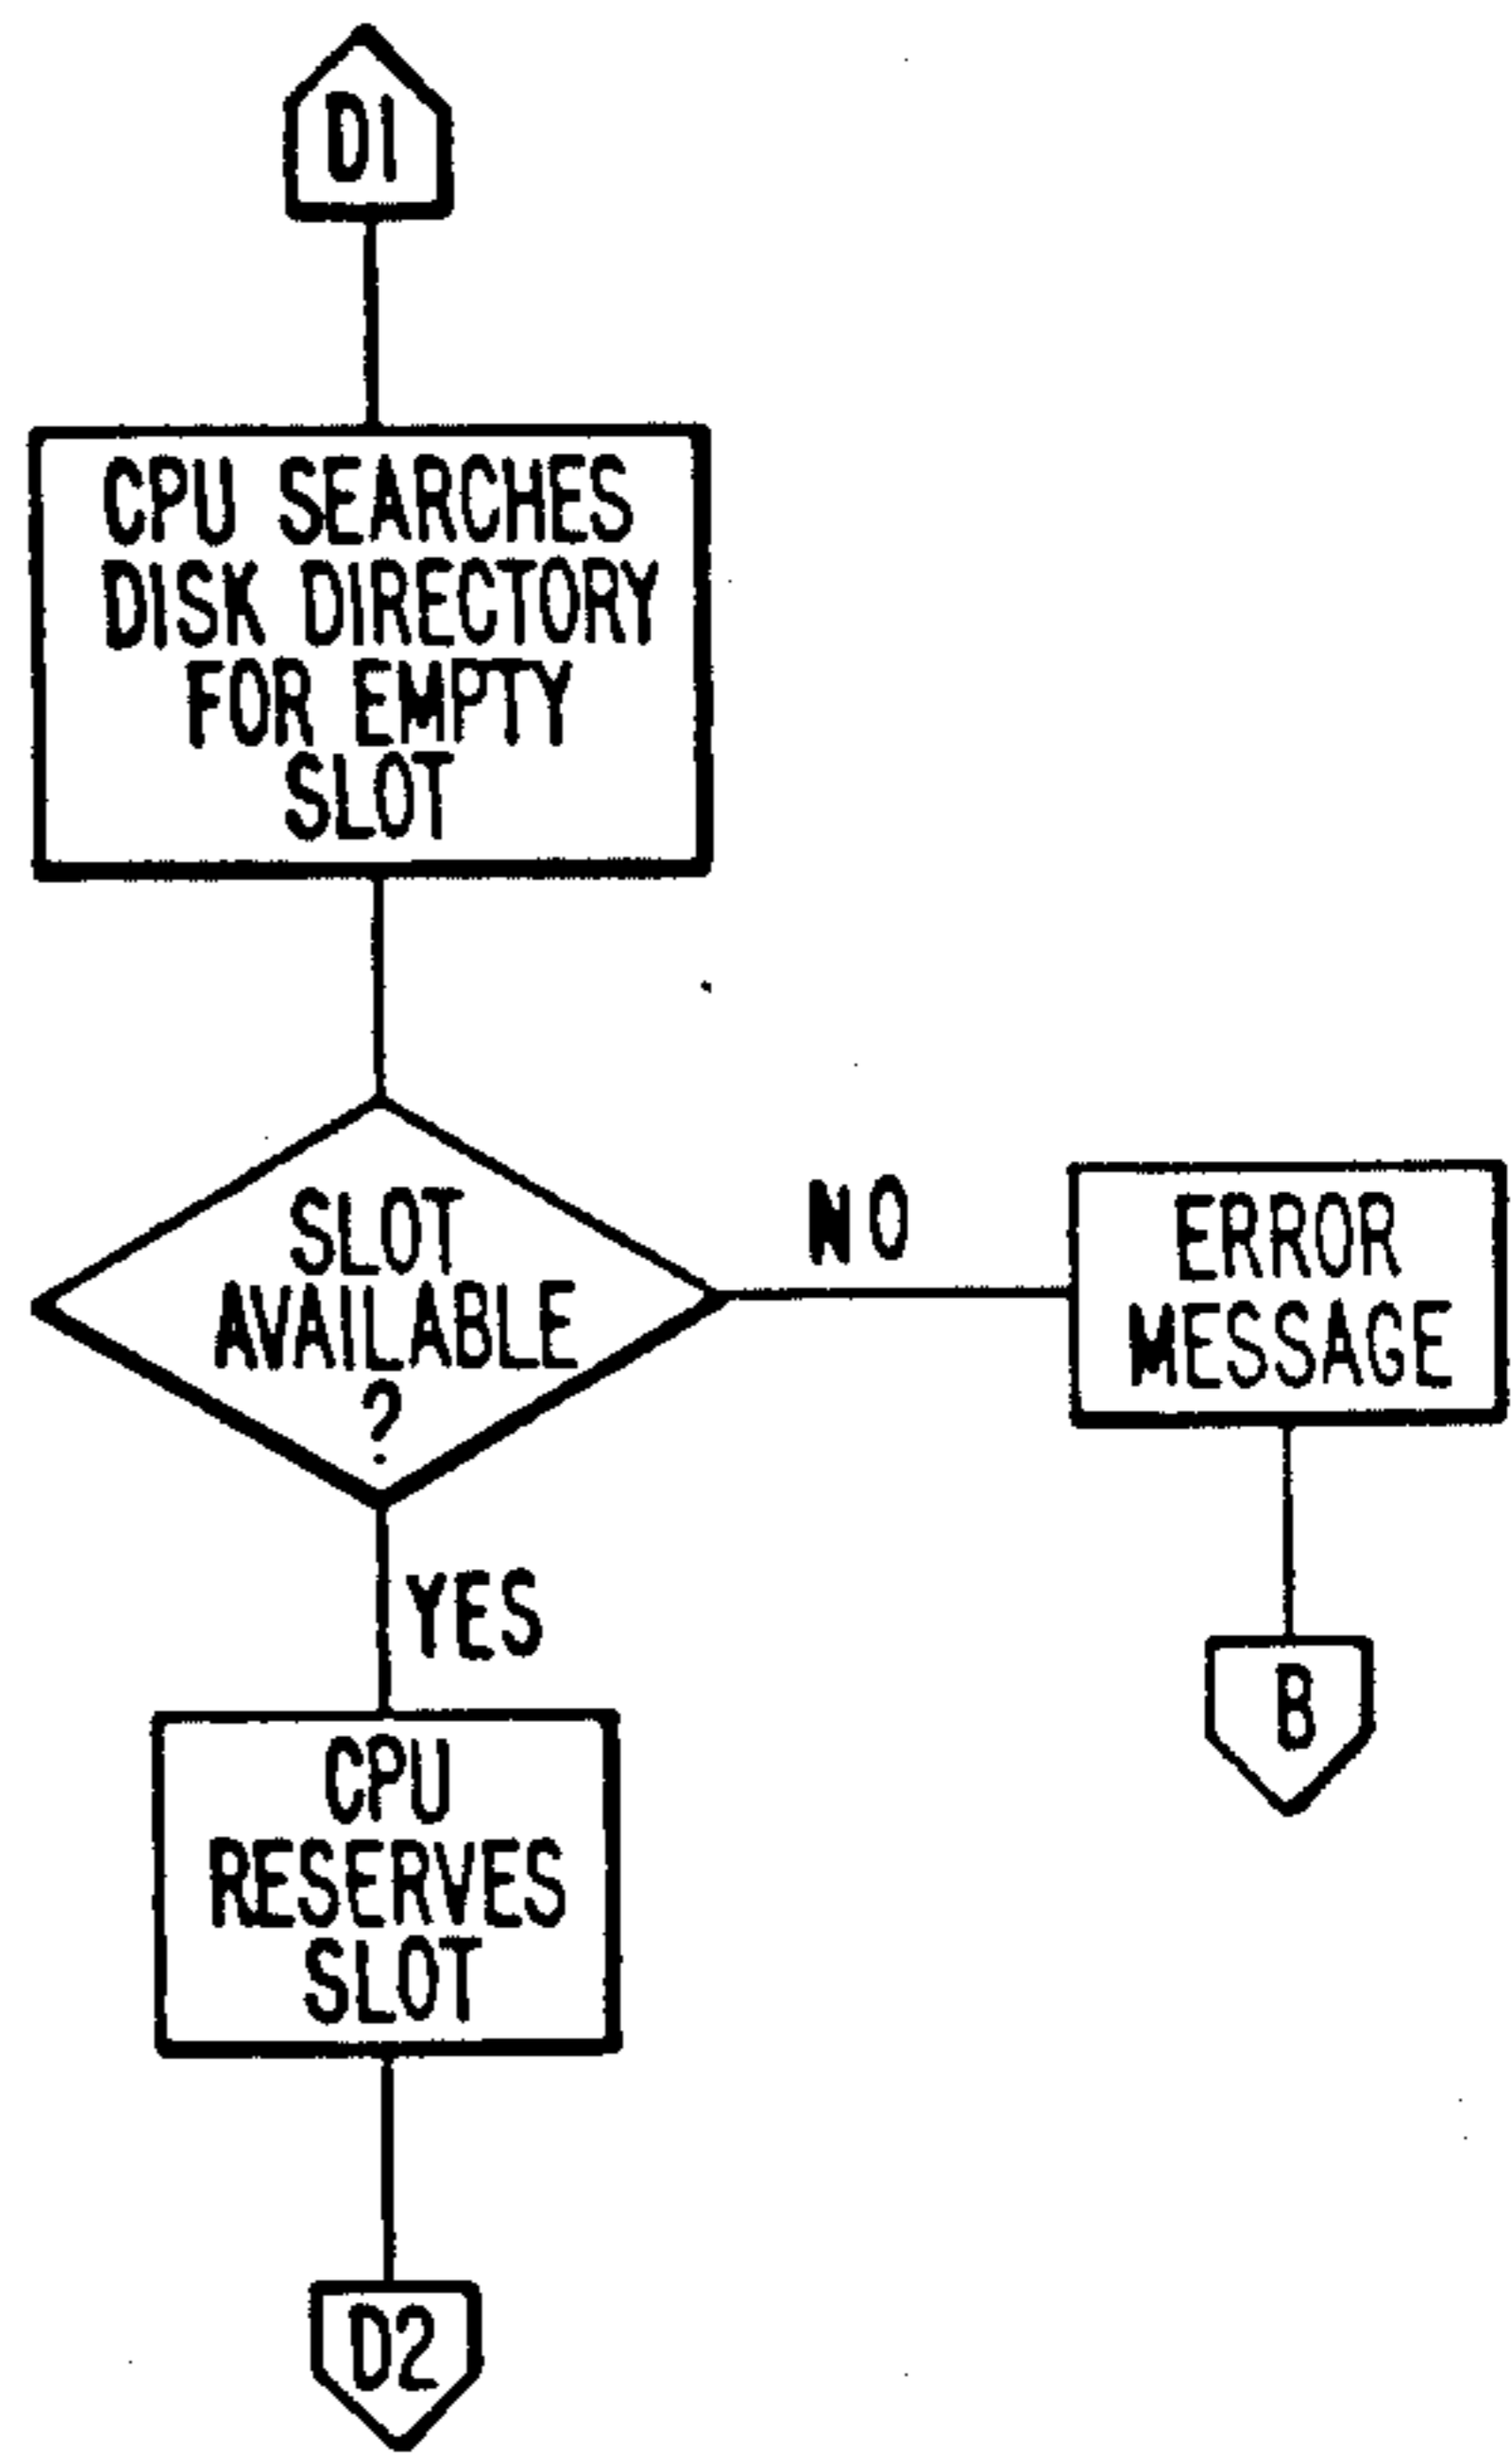 D1
CPU SEARCHES
DISK DIRECTORY
FOR EMPTY
SLOT
SLOT
AVAILABLE
?
NO
ERROR
MESSAGE
YES
B
CPU
RESERVES
SLOT
D2